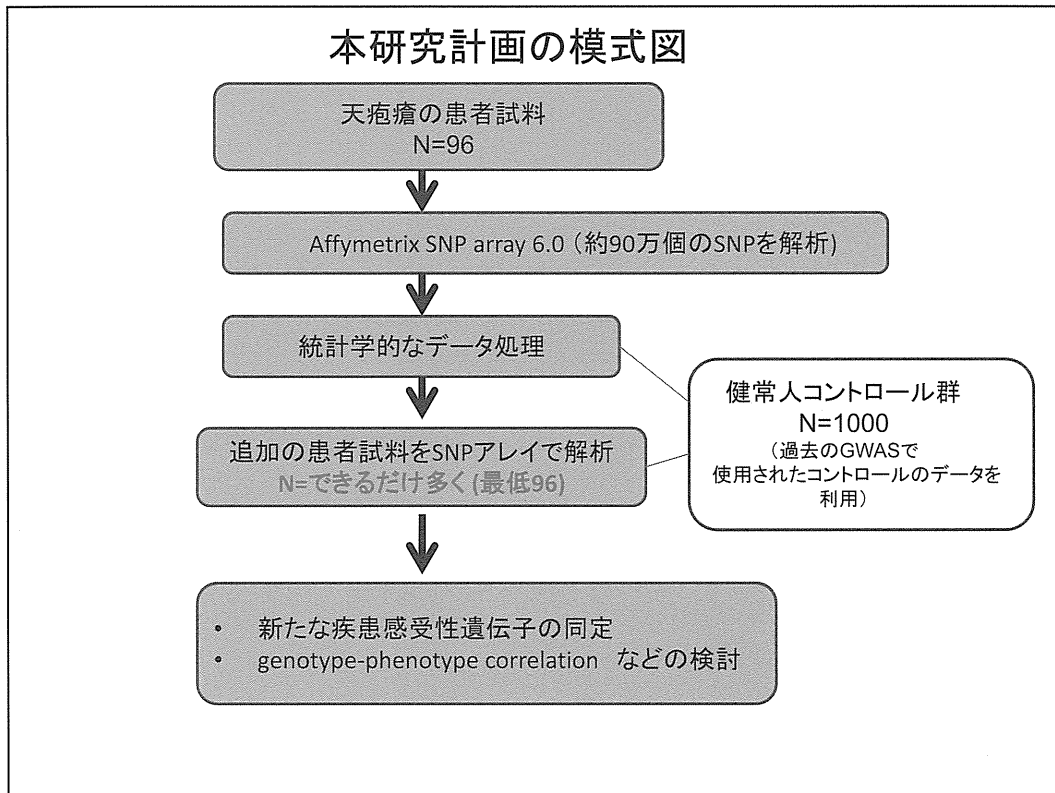 本研究計画の模式図
天疱瘡の患者試料
N=96
Affymetrix SNP array 6.0 （約90万個のSNPを解析）
統計学的なデータ処理
健常人コントロール群
N=1000
（過去のGWASで
使用されたコントロールのデータを
利用）
追加の患者試料をSNPアレイで解析
N=できるだけ多く(最低96)
• 新たな疾患感受性遺伝子の同定
• genotype-phenotype correlation などの検討